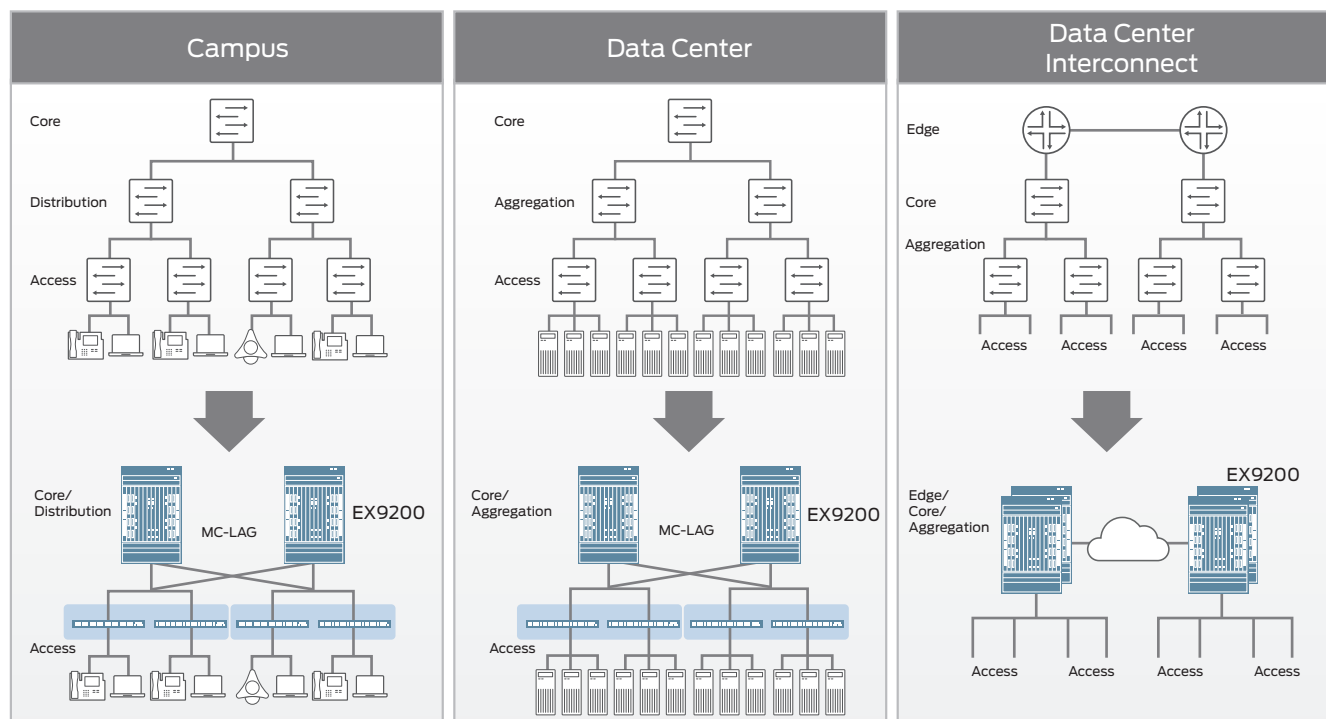 Campus
Core
Distribution
Access
Core/
Distribution
MC-LAG
EX9200
Access
Data Center
Core
Aggregation
Access
Core/
Aggregation
MC-LAG
EX9200
Access
Data Center
Interconnect
Edge
Core
Aggregation
Access Access Access Access
EX9200
Edge/
Core/
Aggregation
Access Access Access Access